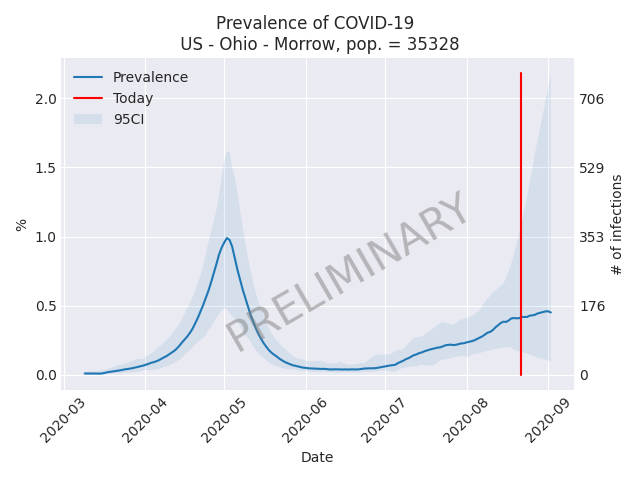 Prevalence of COVID-19
US - Ohio - Morrow, pop. = 35328
Prevalence
Today
95CI
PRELIMINARY
%
2.0
1.5
1.0
0.5
0.0
706
529
353
176
0
# of infections
2020-03
2020-04
2020-05
2020-06
2020-07
2020-08
2020-09
Date